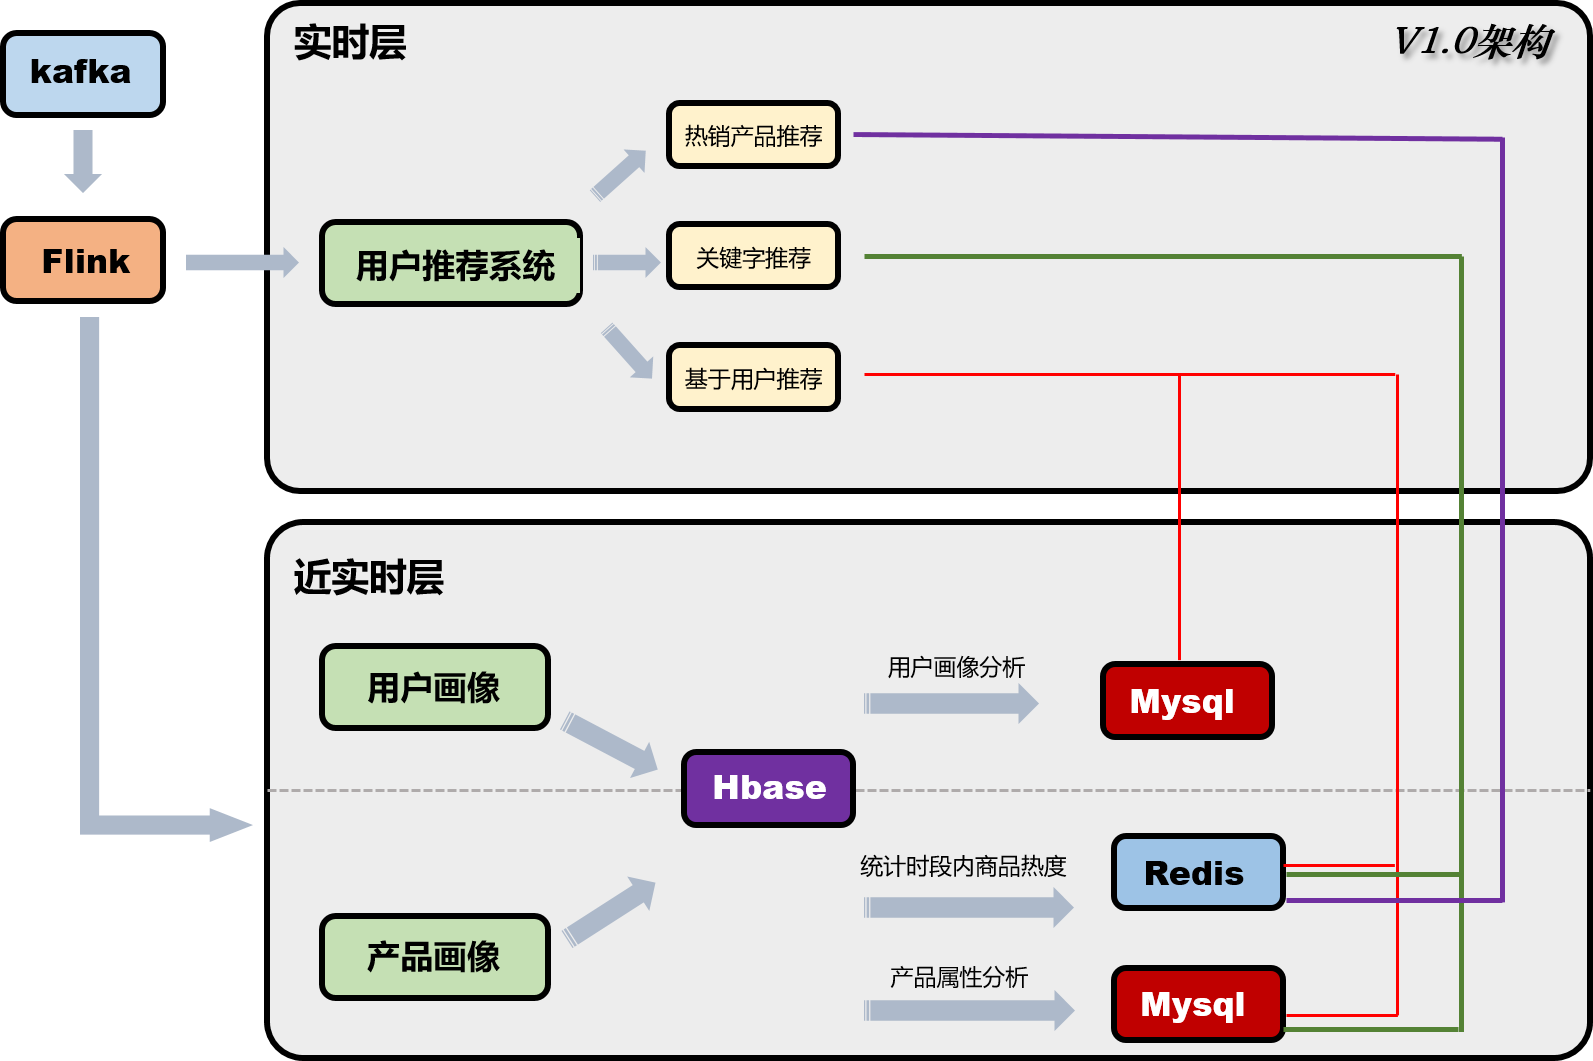 实时层
V1.0架构
kafka
热销产品推荐
Flink
用户推荐系统
关键字推荐
基于用户推荐
近实时层
用户画像
用户画像分析
Mysql
Hbase
统计时段内商品热度
Redis
产品画像
产品属性分析
Mysql